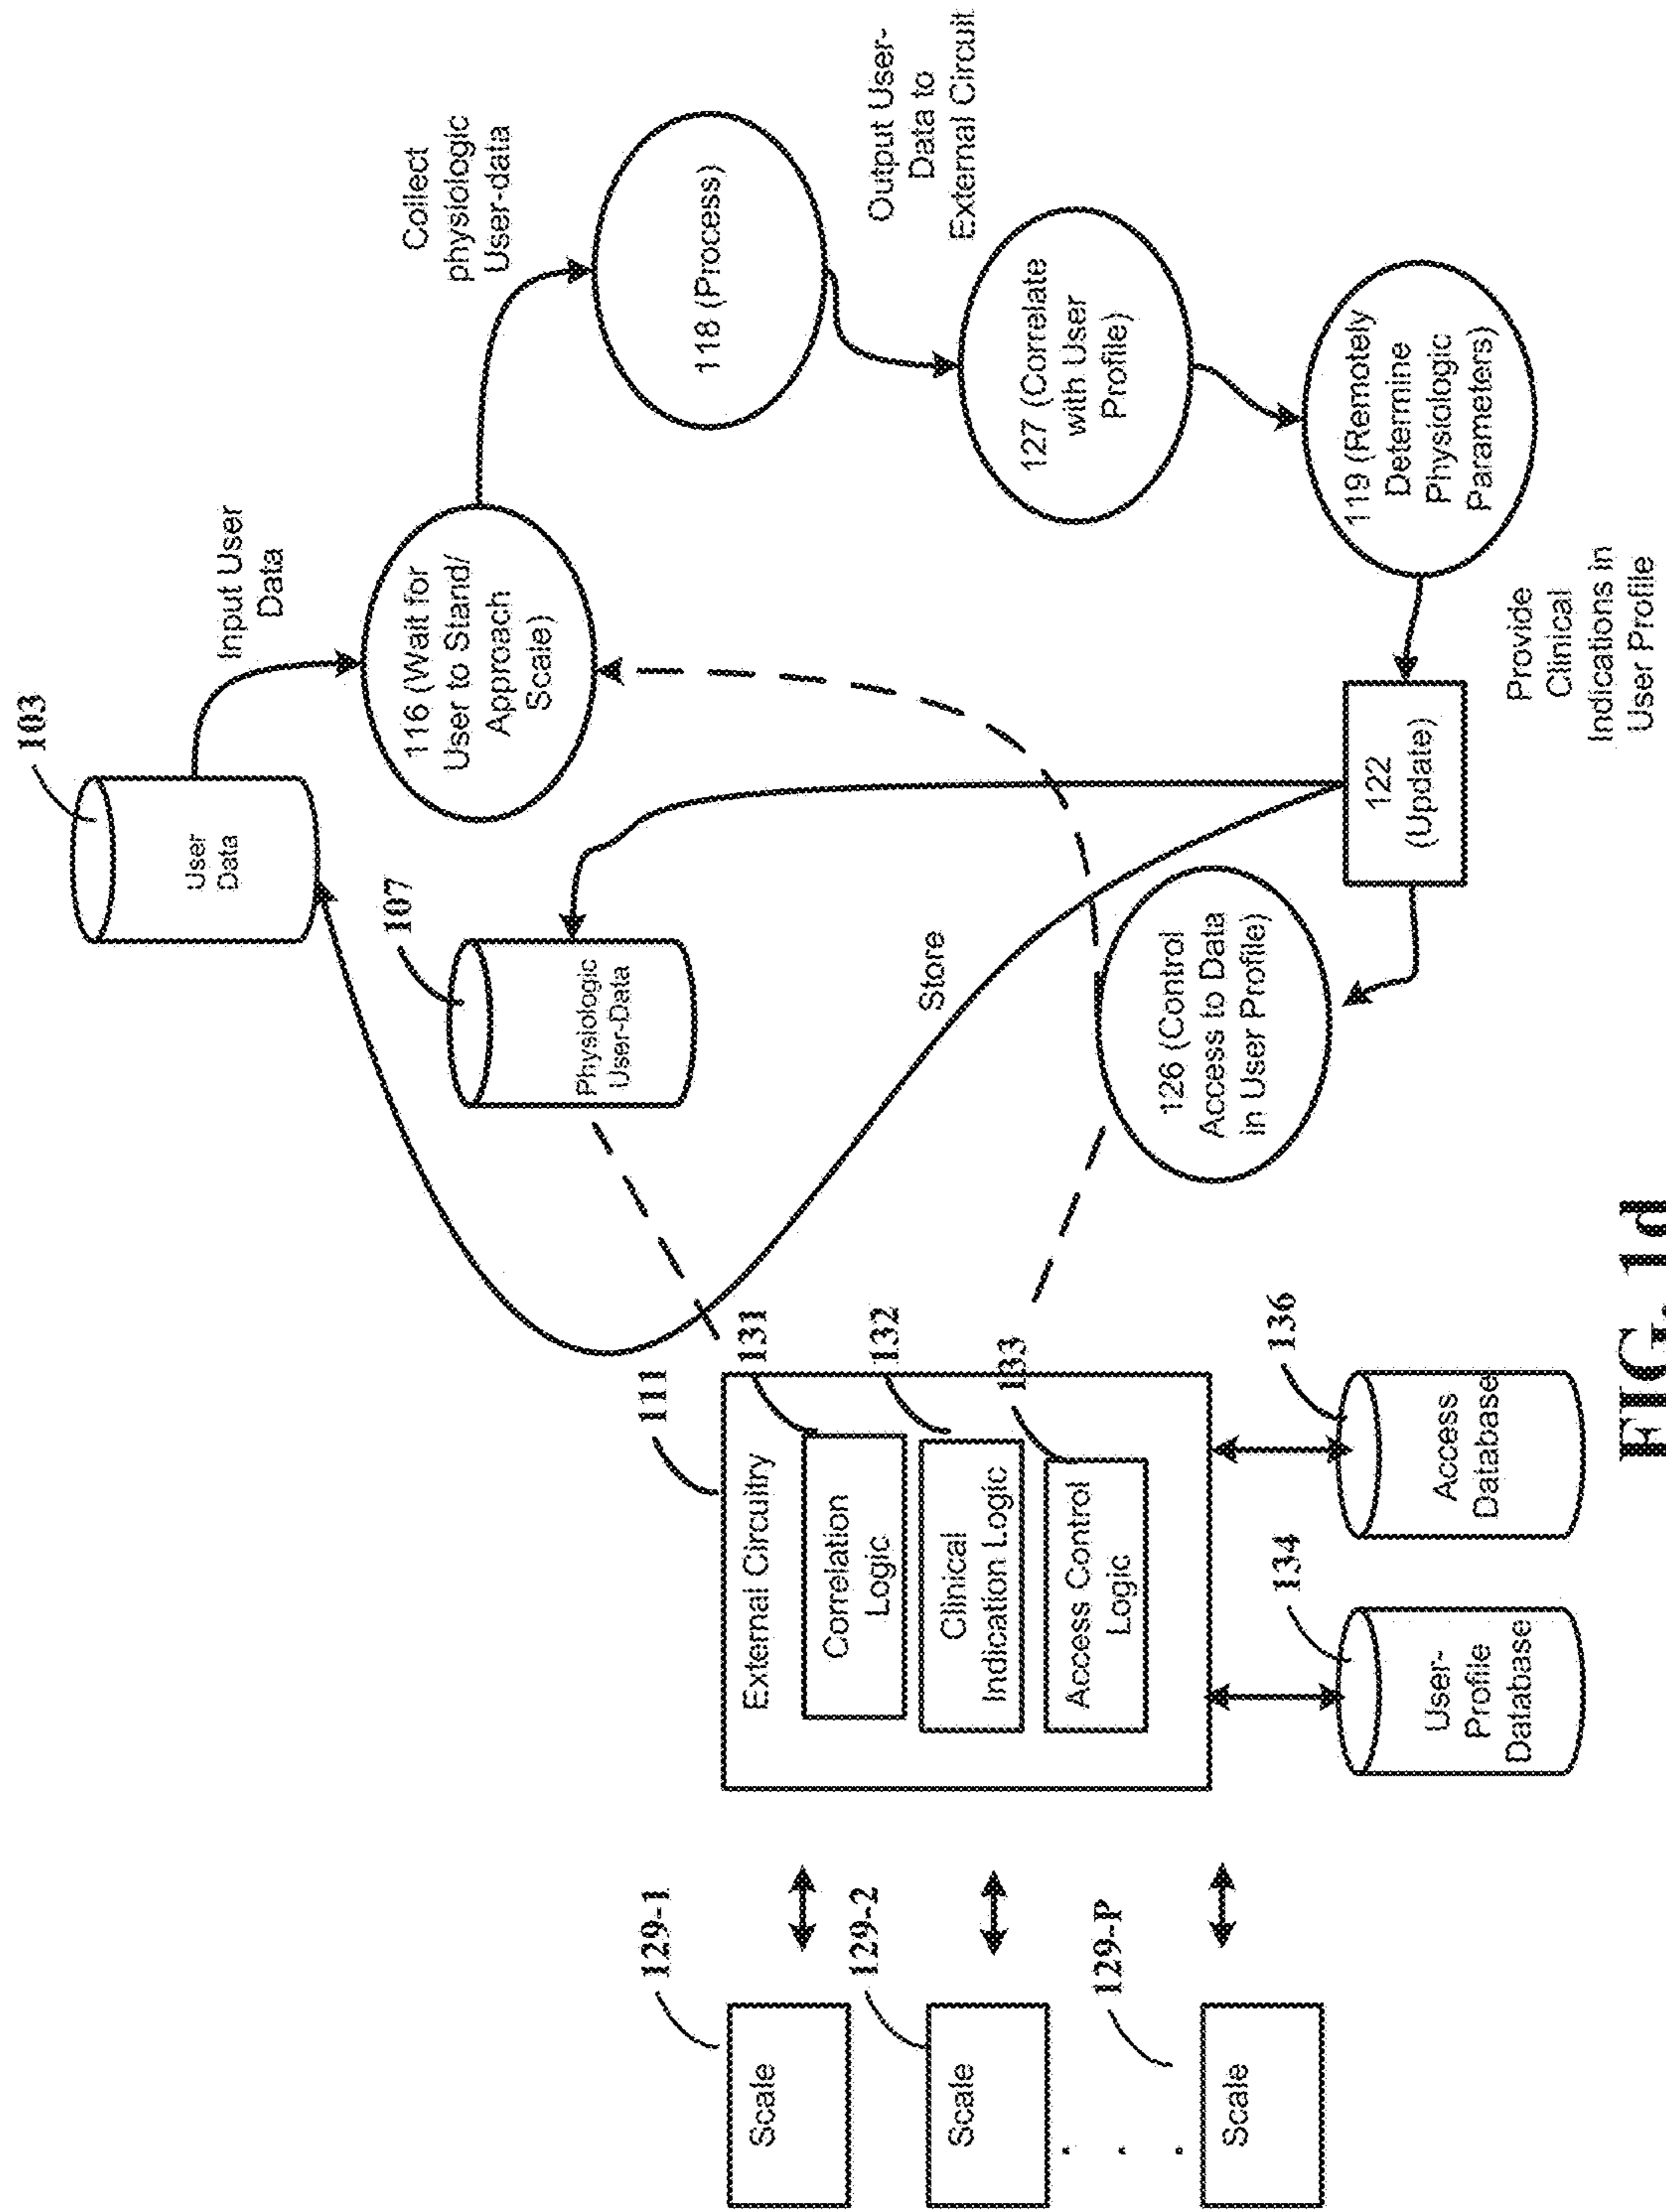 103
User
Data
Input User
Data
107
Physiologic
User-Data
116 (Wait for
User to Stand/
Approach
Scale)
Collect
physiologic
User-data
118 (Process)
Output User-
Data to
External Circuit
127 (Correlate
with User
Profile)
119 (Remotely
Determine
Physiologic
Parameters)
Provide
Clinical
Indications in
User Profile
122
(Update)
Store
126 (Control
Access to Data
in User Profile)
111
External Circuitry
131
Correlation
Logic
132
Clinical
Indication Logic
133
Access Control
Logic
134
User-
Profile
Database
136
Access
Database
129-1
Scale
129-2
Scale
. . .
129-P
Scale
FIG. 1d